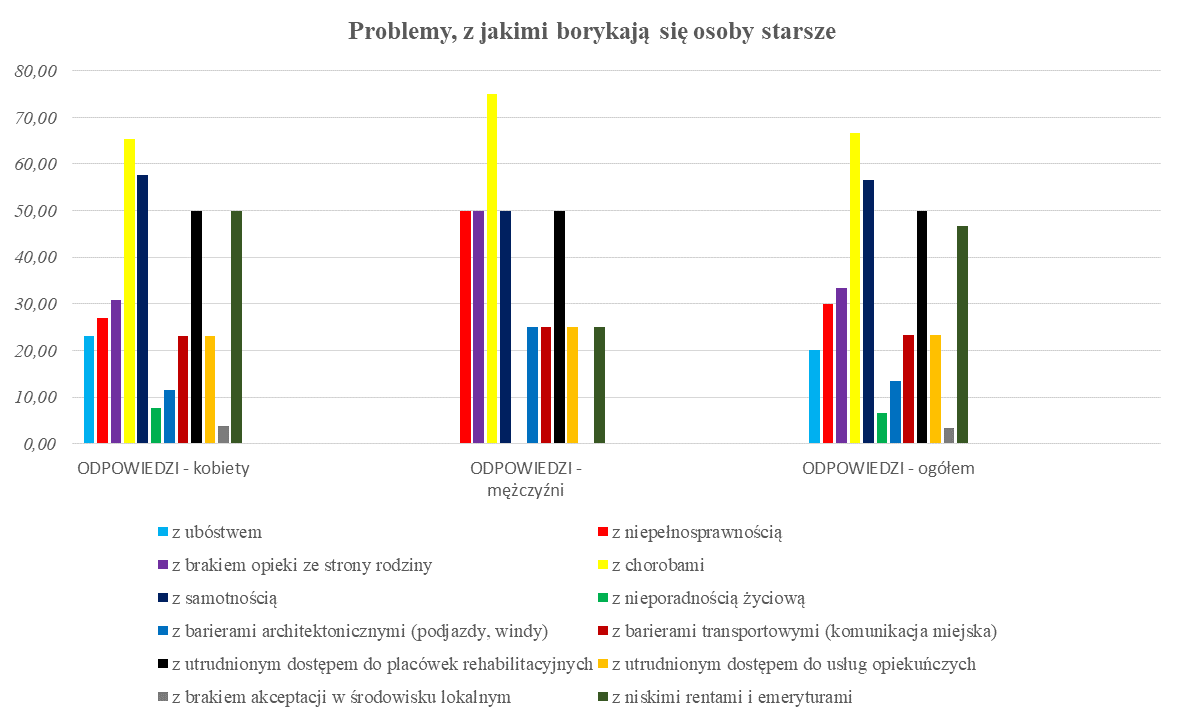 Problemy, z jakimi borykają się osoby starsze
80,00
70,00
60,00
50,00
40,00
30,00
20,00
10,00
0,00
ODPOWIEDZI - kobiety
ODPOWIEDZI -
mężczyźni
ODPOWIEDZI - ogółem
z ubóstwem
z niepełnosprawnością
z brakiem opieki ze strony rodziny
z chorobami
z samotnością
z nieporadnością życiową
z barierami architektonicznymi (podjazdy, windy)
z barierami transportowymi (komunikacja miejska)
z utrudnionym dostępem do placówek rehabilitacyjnych
z utrudnionym dostępem do usług opiekuńczych
z brakiem akceptacji w środowisku lokalnym
z niskimi rentami i emeryturami